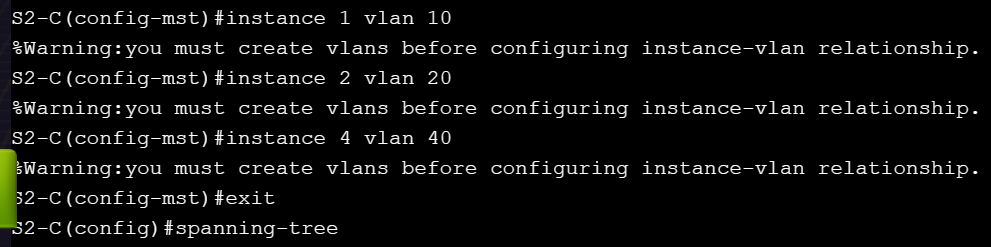 S2-C(config-mst)#instance 1 vlan 10
%Warning:you must create vlans before configuring instance-vlan relationship.
S2-C(config-mst)#instance 2 vlan 20
%Warning:you must create vlans before configuring instance-vlan relationship.
S2-C(config-mst)#instance 4 vlan 40
%Warning:you must create vlans before configuring instance-vlan relationship.
S2-C(config-mst)#exit
S2-C(config)#spanning-tree